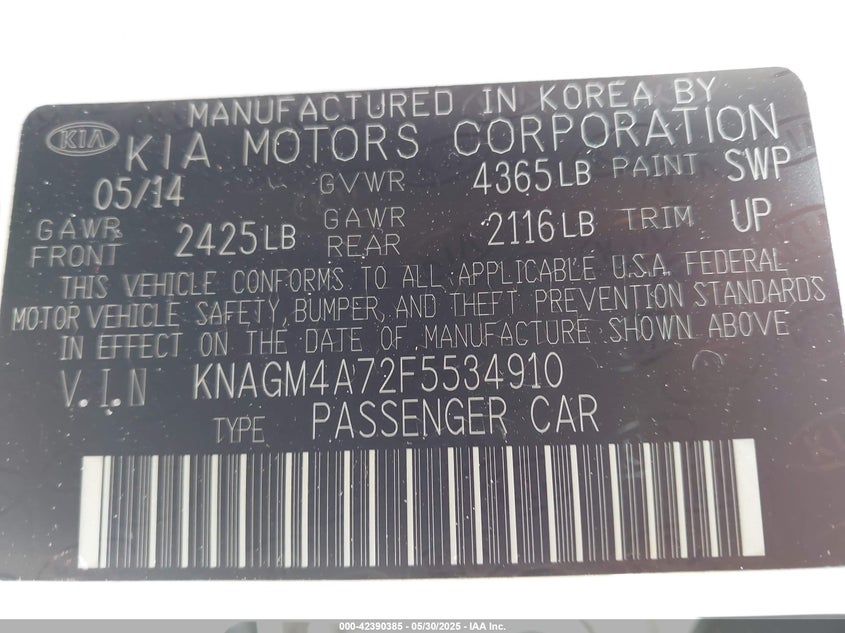 MANUFACTURED IN KOREA BY
KIA KIA MOTORS CORPORATION
05/14 GVWR 4365LB PAINT SWP
GAWR FRONT 2425LB GAWR REAR 2116LB TRIM UP
THIS VEHICLE CONFORMS TO ALL APPLICABLE U.S.A. FEDERAL
MOTOR VEHICLE SAFETY, BUMPER, AND THEFT PREVENTION STANDARDS
IN EFFECT ON THE DATE OF MANUFACTURE SHOWN ABOVE
V.I.N KNAGM4A72F5534910
TYPE PASSENGER CAR
000-42390385 - 05/30/2025 - IAA Inc.